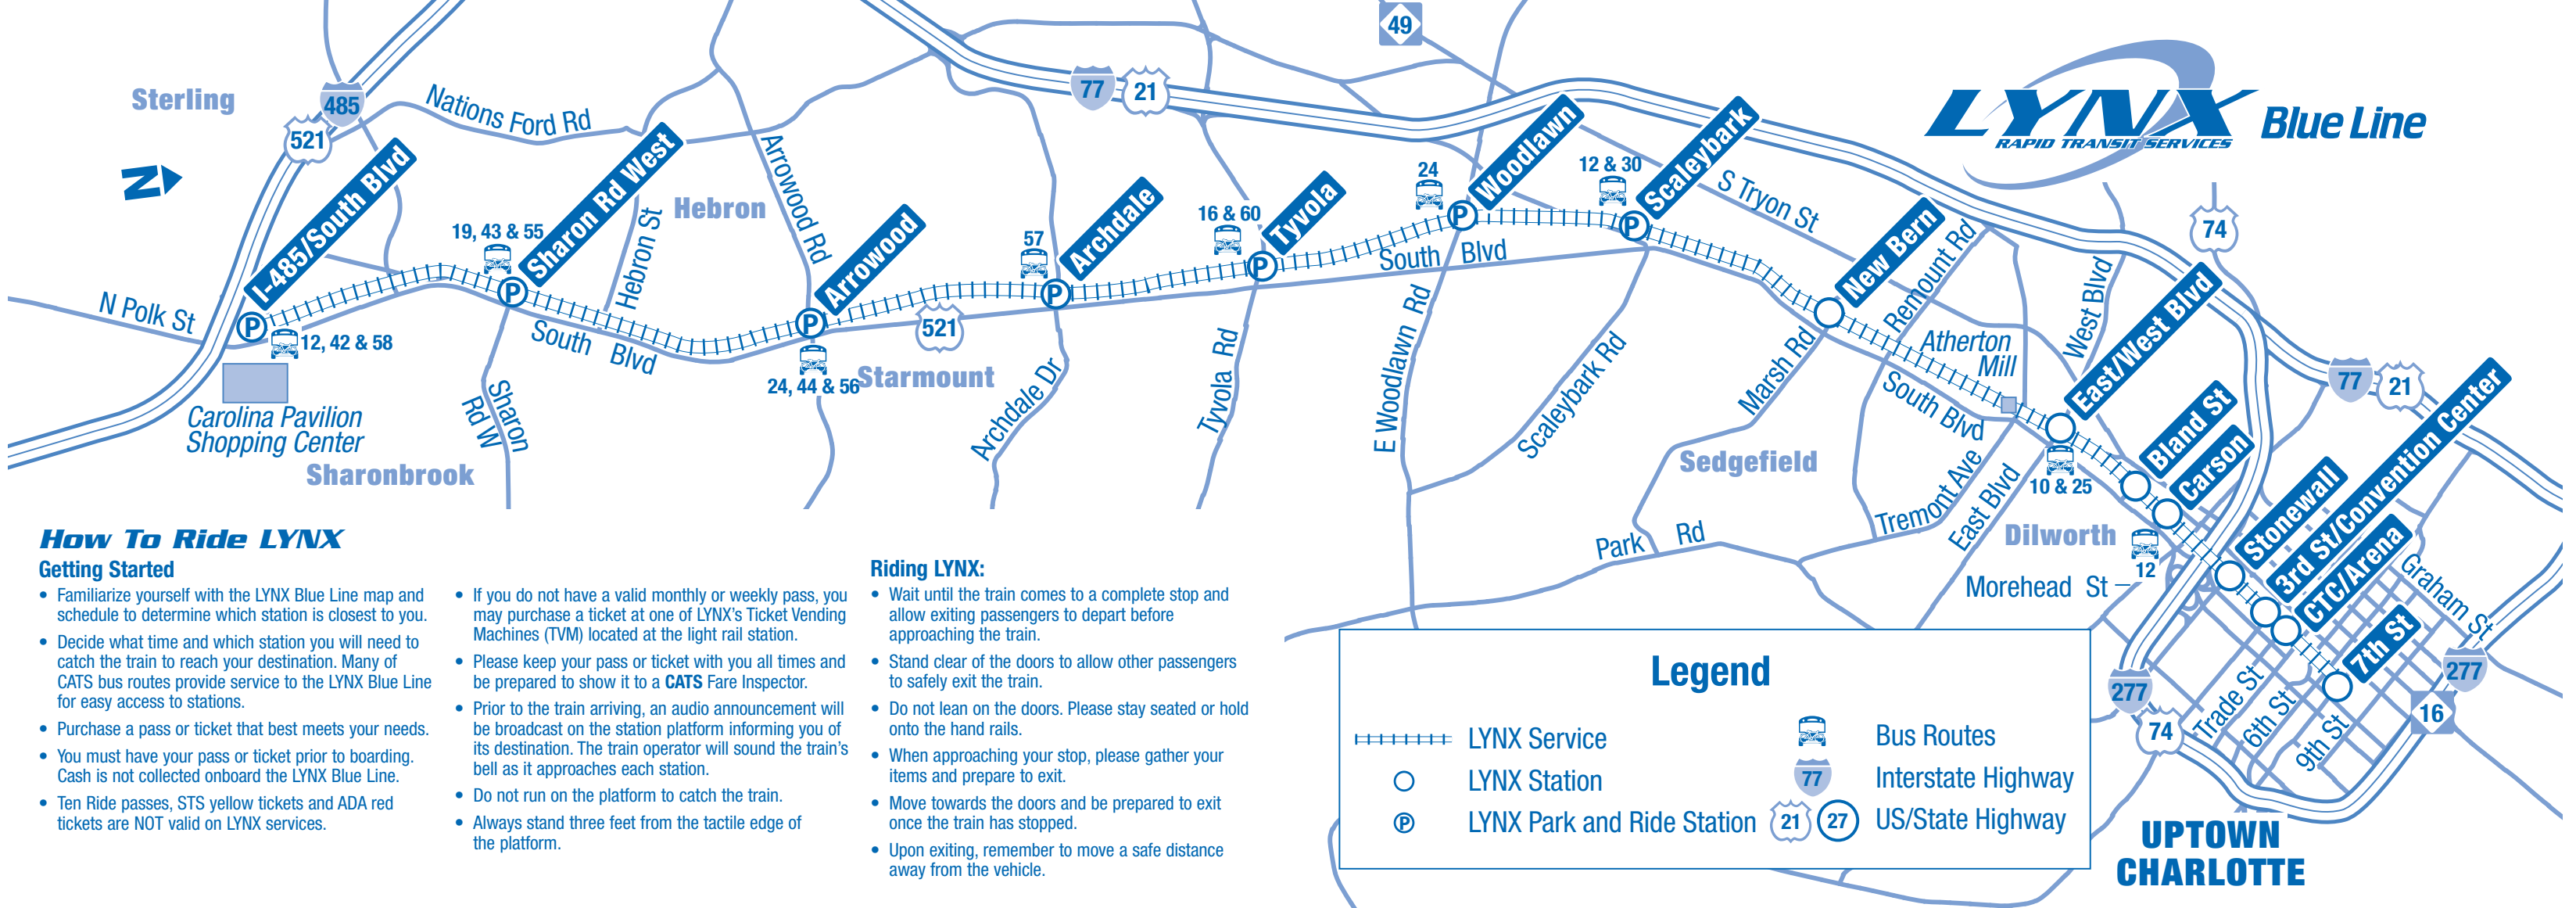 49
LYNX
RAPID TRANSIT SERVICES
Blue Line
Sterling
485
521
77
21
Nations Ford Rd
N
I-485/South Blvd
Sharon Rd West
Hebron
Hebron St
Arrowood Rd
Arrowood
Archdale
Tyvola
Woodlawn
Scaleybark
S Tryon St
New Bern
Remount Rd
West Blvd
74
East/West Blvd
19, 43 & 55
57
16 & 60
24
12 & 30
South Blvd
N Polk St
P
P
P
P
P
P
P
12, 42 & 58
South Blvd
521
24, 44 & 56
Starmount
Carolina Pavilion
Shopping Center
Sharon
Rd W
Sharonbrook
Archdale Dr
Tyvola Rd
E Woodlawn Rd
Scaleybark Rd
Marsh Rd
Atherton
Mill
South Blvd
Sedgefield
Tremont Ave
East Blvd
Park Rd
10 & 25
Dilworth
Bland St
Carson
77
21
Stonewall
3rd St/Convention Center
CTC/Arena
7th St
Graham St
12
Morehead St
277
74
Trade St
6th St
9th St
277
16
UPTOWN
CHARLOTTE
How To Ride LYNX
Getting Started
• Familiarize yourself with the LYNX Blue Line map and
schedule to determine which station is closest to you.
• Decide what time and which station you will need to
catch the train to reach your destination. Many of
CATS bus routes provide service to the LYNX Blue Line
for easy access to stations.
• Purchase a pass or ticket that best meets your needs.
• You must have your pass or ticket prior to boarding.
Cash is not collected onboard the LYNX Blue Line.
• Ten Ride passes, STS yellow tickets and ADA red
tickets are NOT valid on LYNX services.
• If you do not have a valid monthly or weekly pass, you
may purchase a ticket at one of LYNX's Ticket Vending
Machines (TVM) located at the light rail station.
• Please keep your pass or ticket with you all times and
be prepared to show it to a CATS Fare Inspector.
• Prior to the train arriving, an audio announcement will
be broadcast on the station platform informing you of
its destination. The train operator will sound the train's
bell as it approaches each station.
• Do not run on the platform to catch the train.
• Always stand three feet from the tactile edge of
the platform.
Riding LYNX:
• Wait until the train comes to a complete stop and
allow exiting passengers to depart before
approaching the train.
• Stand clear of the doors to allow other passengers
to safely exit the train.
• Do not lean on the doors. Please stay seated or hold
onto the hand rails.
• When approaching your stop, please gather your
items and prepare to exit.
• Move towards the doors and be prepared to exit
once the train has stopped.
• Upon exiting, remember to move a safe distance
away from the vehicle.
Legend
LYNX Service
LYNX Station
P LYNX Park and Ride Station
Bus Routes
77 Interstate Highway
21 27 US/State Highway